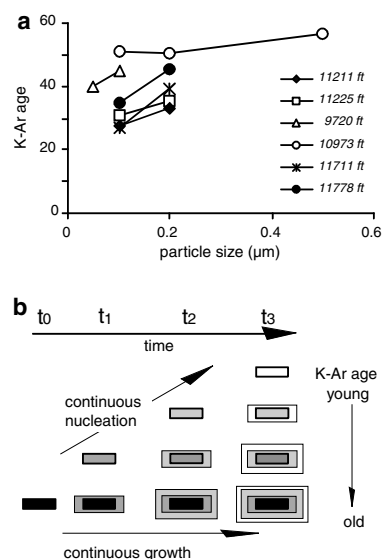 a
60
40
20
0
K-Ar age
0
0.2
0.4
0.6
particle size (µm)
11211 ft
11225 ft
9720 ft
10973 ft
11711 ft
11778 ft
b
t0 t1 t2 t3
time
K-Ar age
young
continuous
nucleation
old
continuous growth